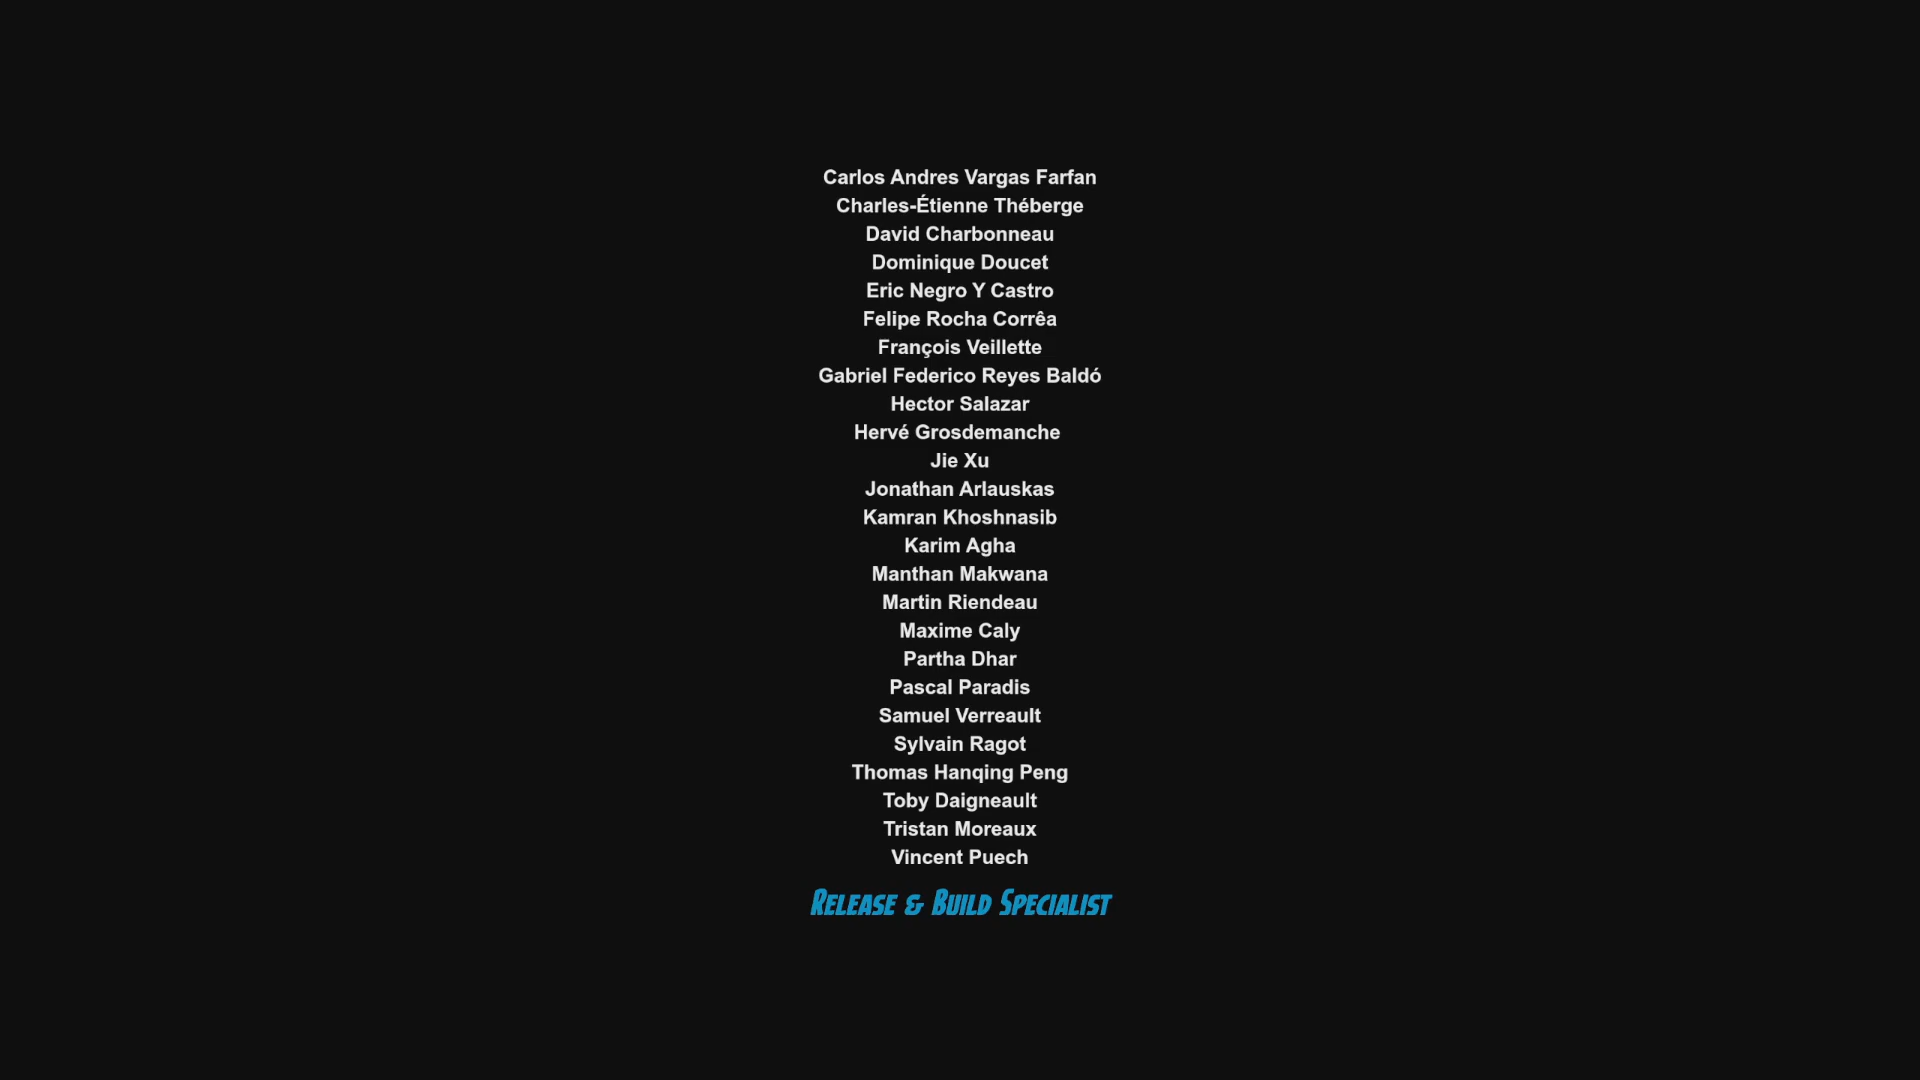 Carlos Andres Vargas Farfan
Charles-Étienne Théberge
David Charbonneau
Dominique Doucet
Eric Negro Y Castro
Felipe Rocha Corrêa
François Veillette
Gabriel Federico Reyes Baldó
Hector Salazar
Hervé Grosdemanche
Jie Xu
Jonathan Arlauskas
Kamran Khoshnasib
Karim Agha
Manthan Makwana
Martin Riendeau
Maxime Caly
Partha Dhar
Pascal Paradis
Samuel Verreault
Sylvain Ragot
Thomas Hanqing Peng
Toby Daigneault
Tristan Moreaux
Vincent Puech
Release & Build Specialist